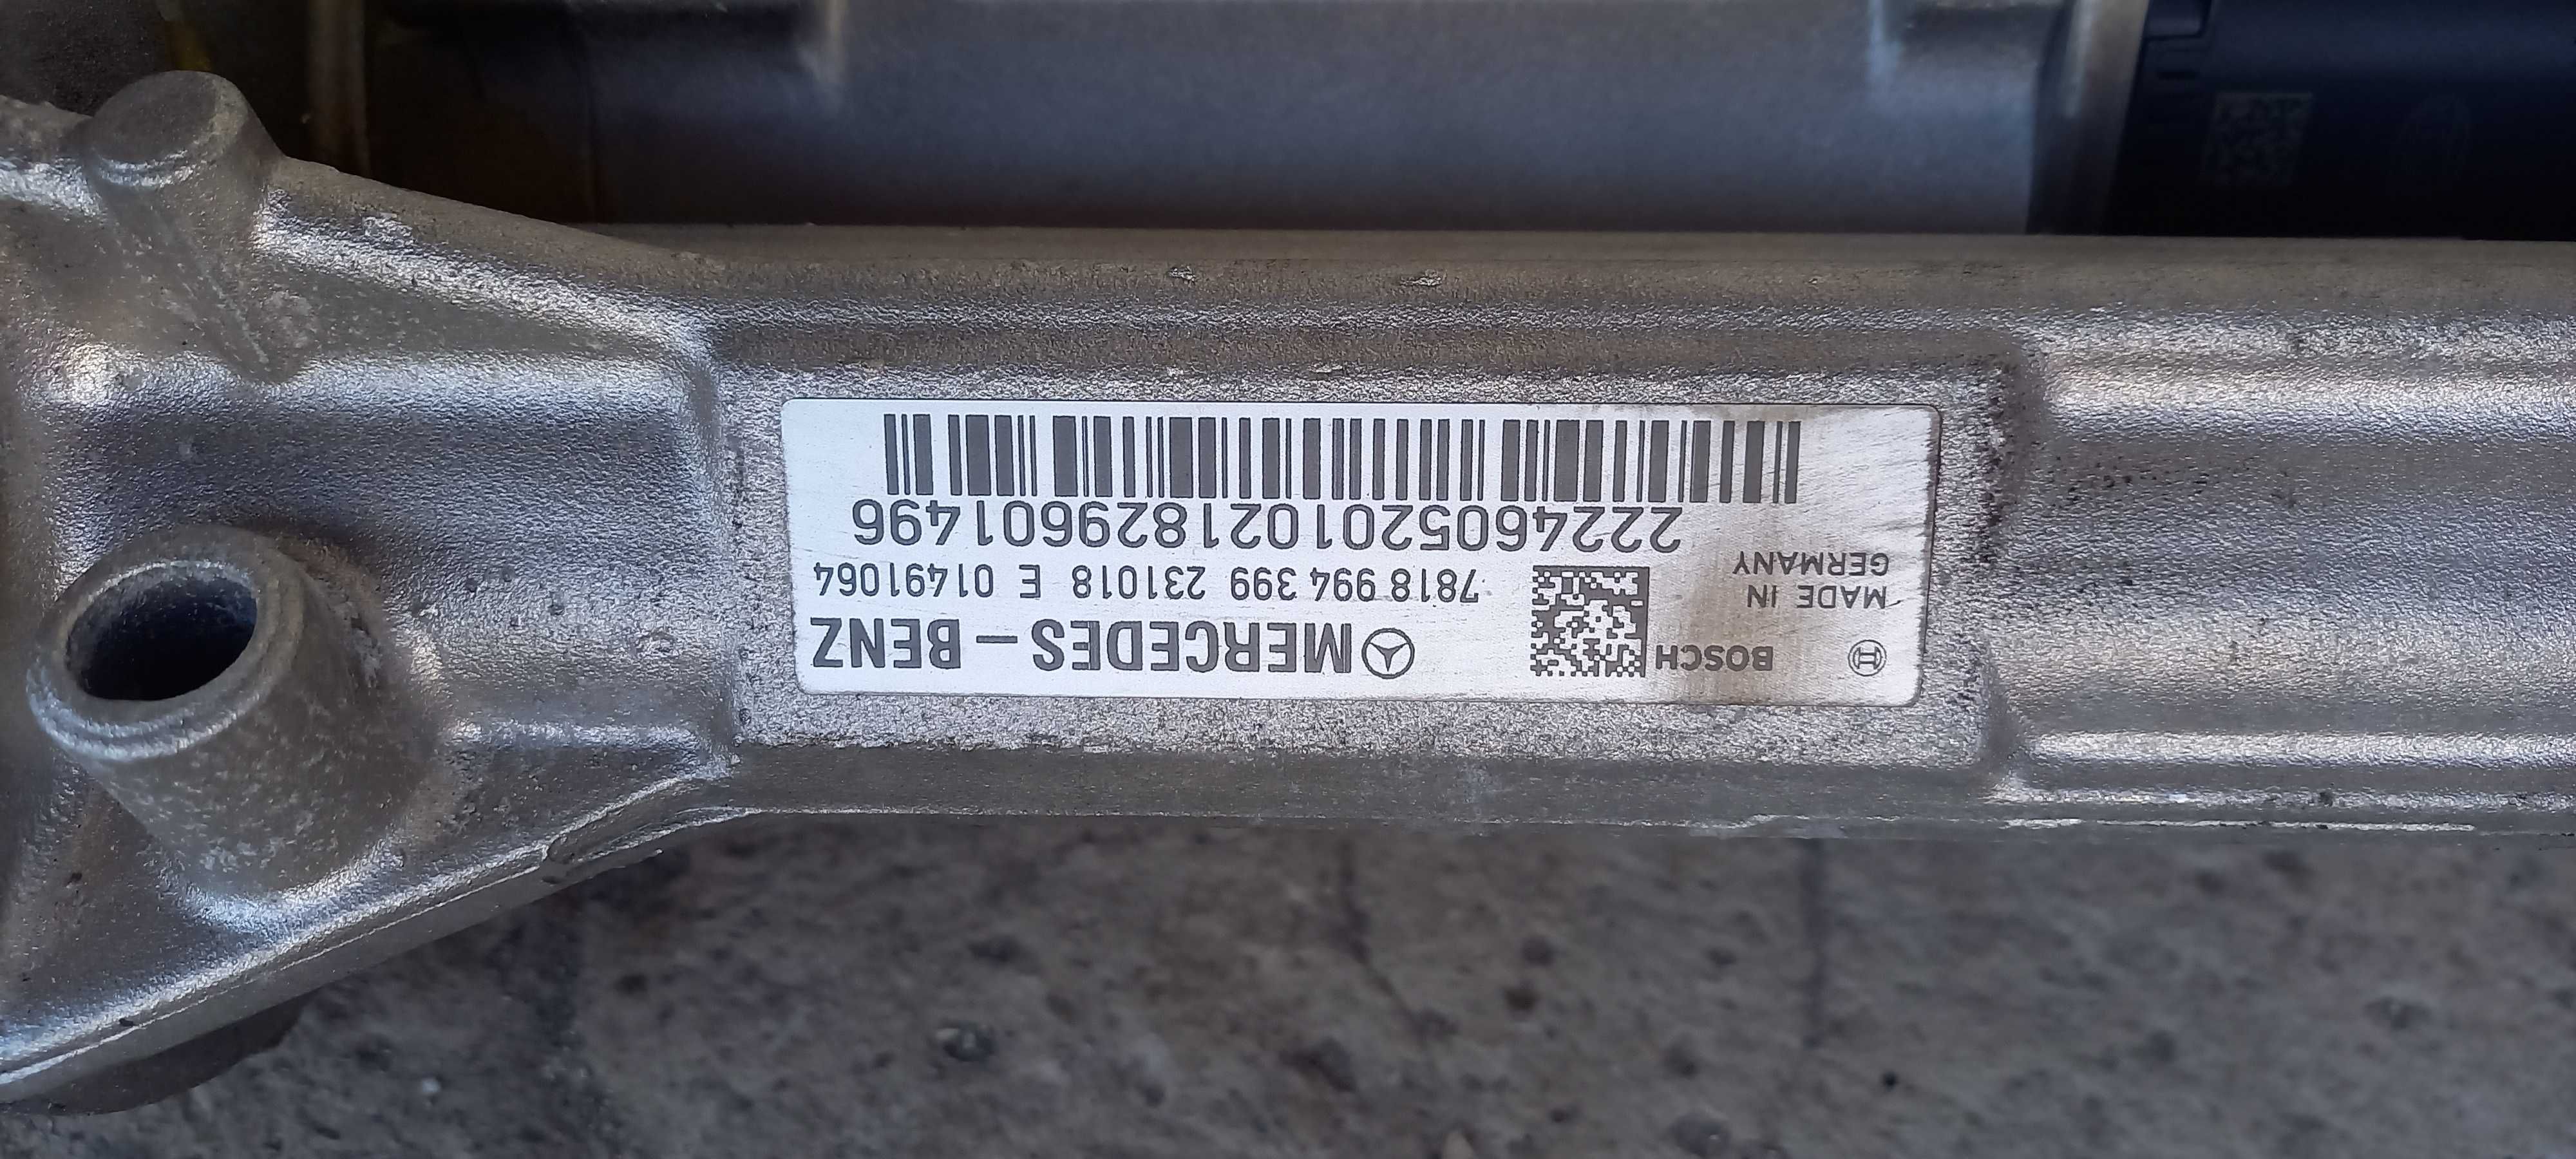 BOSCH MERCEDES-BENZ
MADE IN
GERMANY
7818 994 399 231018 E 01491064
2224605201021829601496